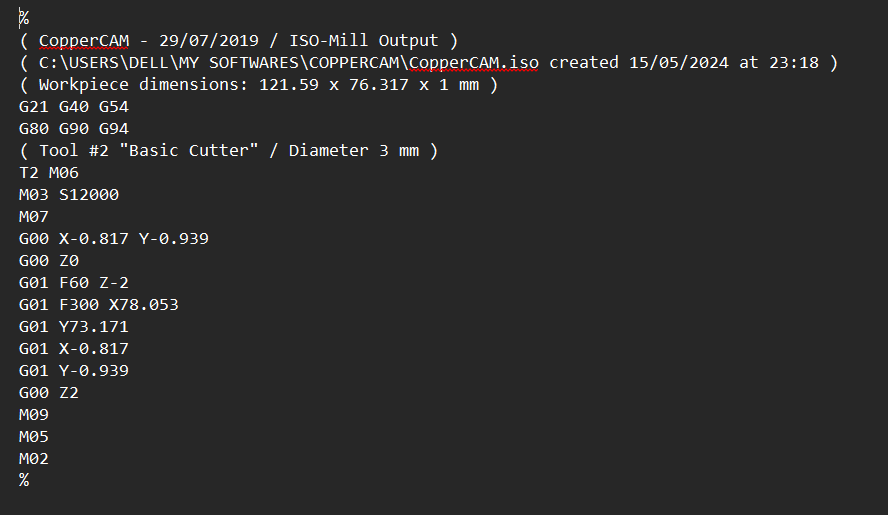 %
( CopperCAM - 29/07/2019 / ISO-Mill Output )
( C:\USERS\DELL\MY SOFTWARES\COPPERCAM\CopperCAM.iso created 15/05/2024 at 23:18 )
( Workpiece dimensions: 121.59 x 76.317 x 1 mm )
G21 G40 G54
G80 G90 G94
( Tool #2 "Basic Cutter" / Diameter 3 mm )
T2 M06
M03 S12000
M07
G00 X-0.817 Y-0.939
G00 Z0
G01 F60 Z-2
G01 F300 X78.053
G01 Y73.171
G01 X-0.817
G01 Y-0.939
G00 Z2
M09
M05
M02
%